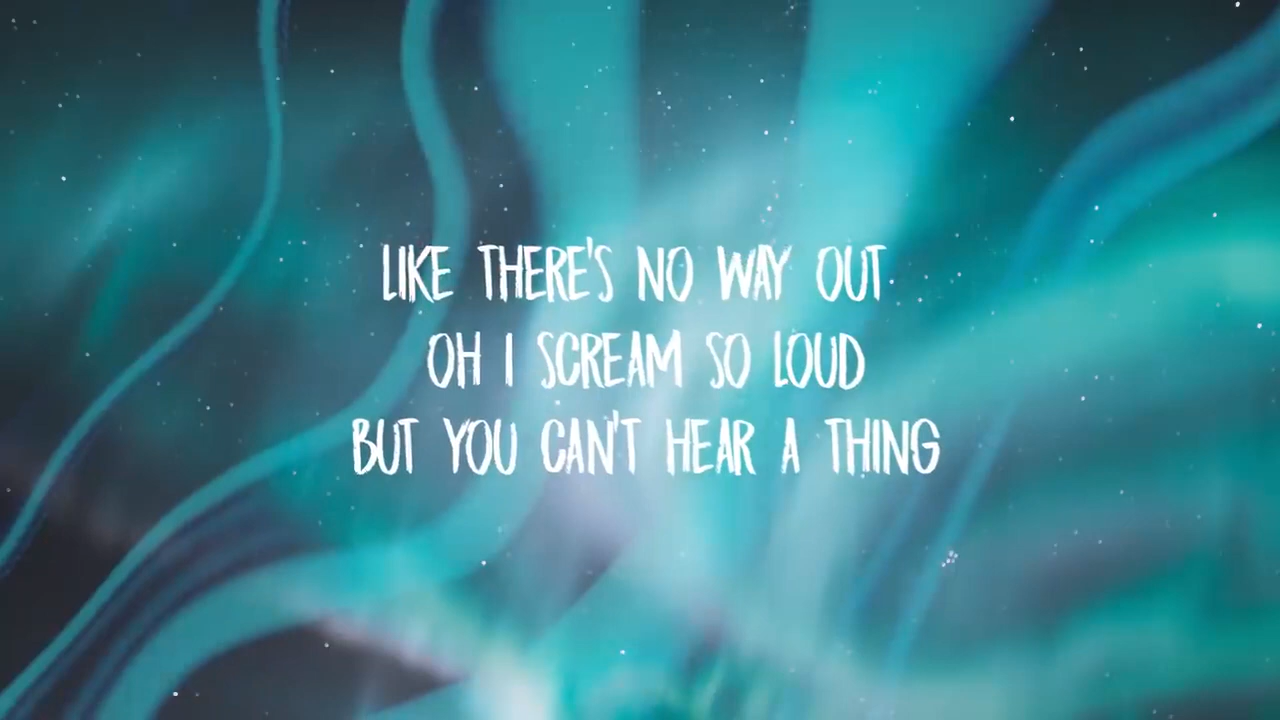 LIKE THERE'S NO WAY OUT
OH I SCREAM SO LOUD
BUT YOU CAN'T HEAR A THING